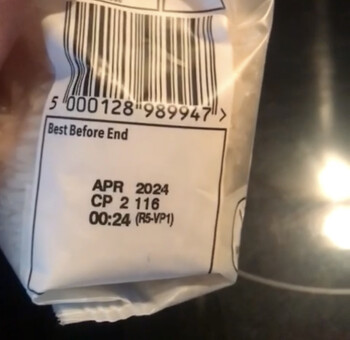 5 000128 989947 >
Best Before End
APR 2024
CP 2 116
00:24 (R5-VP1)